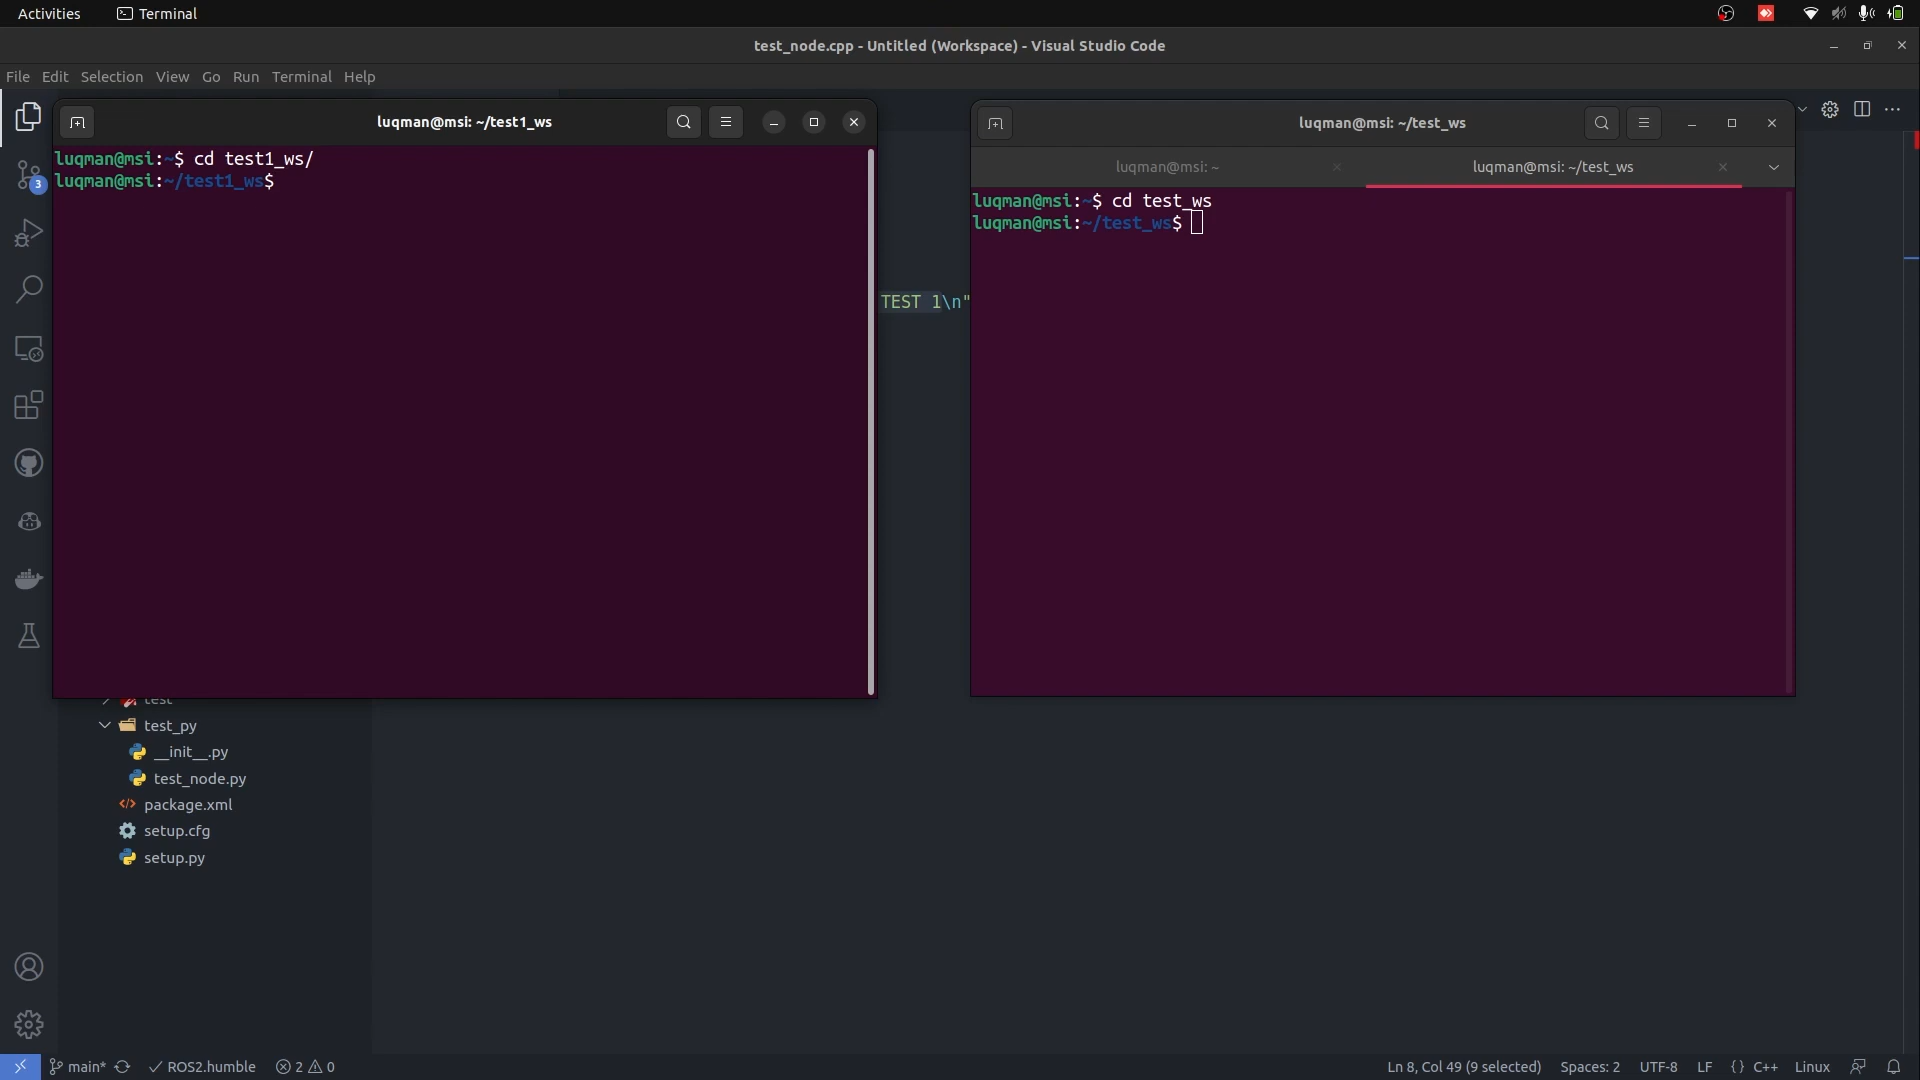 Activities Terminal
test_node.cpp - Untitled (Workspace) - Visual Studio Code
File Edit Selection View Go Run Terminal Help
luqman@msi: ~/test1_ws
luqman@msi:~$ cd test1_ws/
luqman@msi:~/test1_ws$
luqman@msi: ~/test_ws
luqman@msi: ~
luqman@msi: ~/test_ws
luqman@msi:~$ cd test_ws
luqman@msi:~/test_ws$
3
TEST 1\n"
test
test_py
__init__.py
test_node.py
package.xml
setup.cfg
setup.py
main* ROS2.humble 2 0
Ln 8, Col 49 (9 selected) Spaces: 2 UTF-8 LF {} C++ Linux